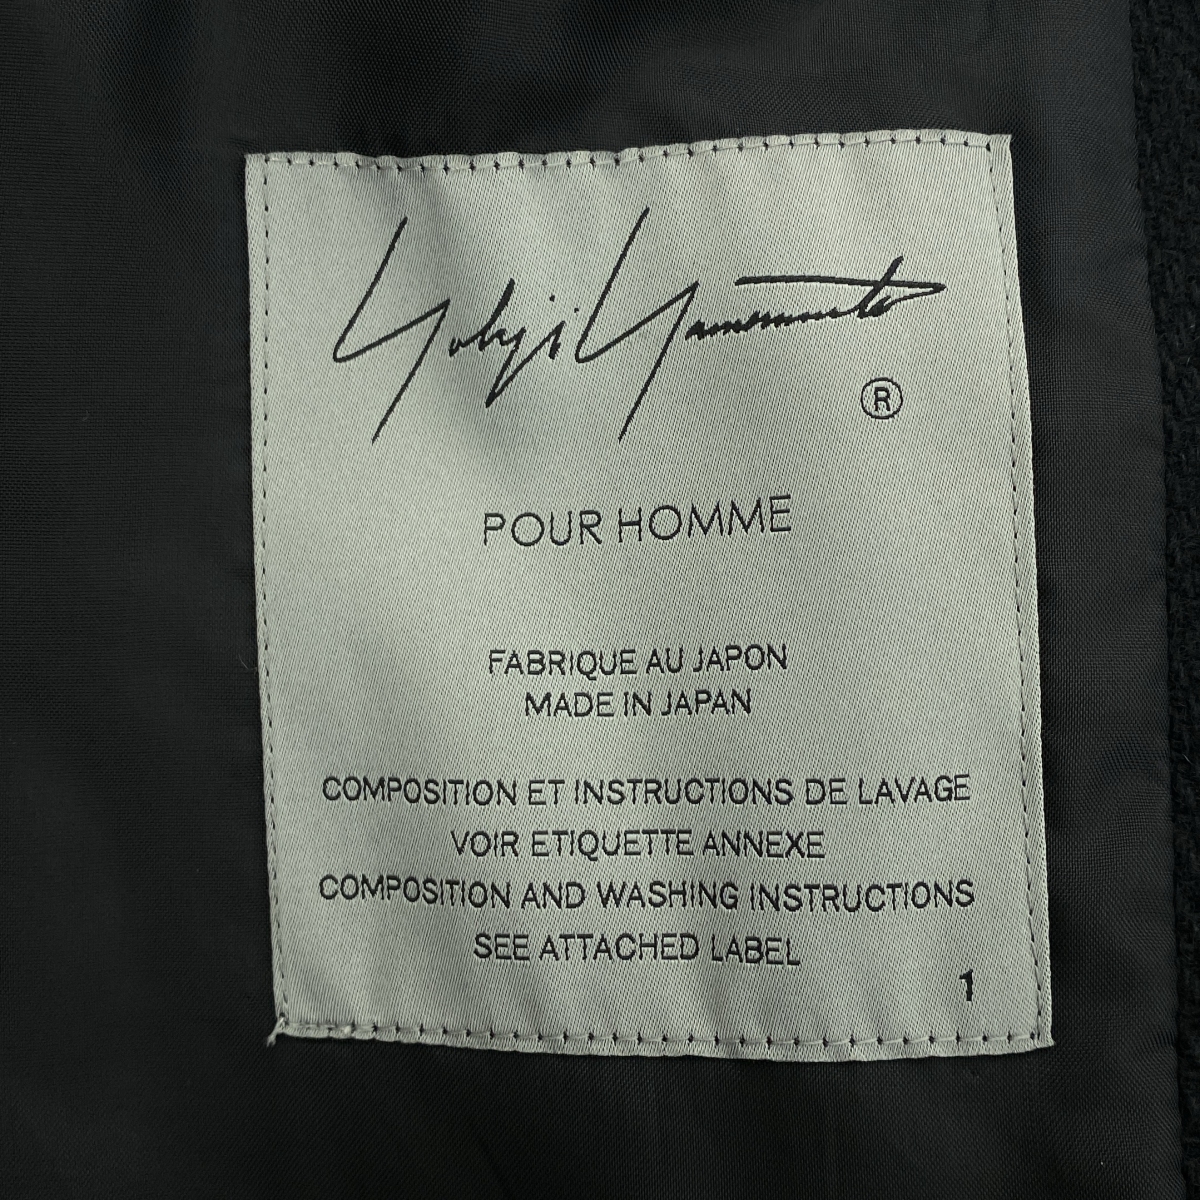 Yohji Yamamoto
®
POUR HOMME
FABRIQUE AU JAPON
MADE IN JAPAN
COMPOSITION ET INSTRUCTIONS DE LAVAGE
VOIR ETIQUETTE ANNEXE
COMPOSITION AND WASHING INSTRUCTIONS
SEE ATTACHED LABEL
1